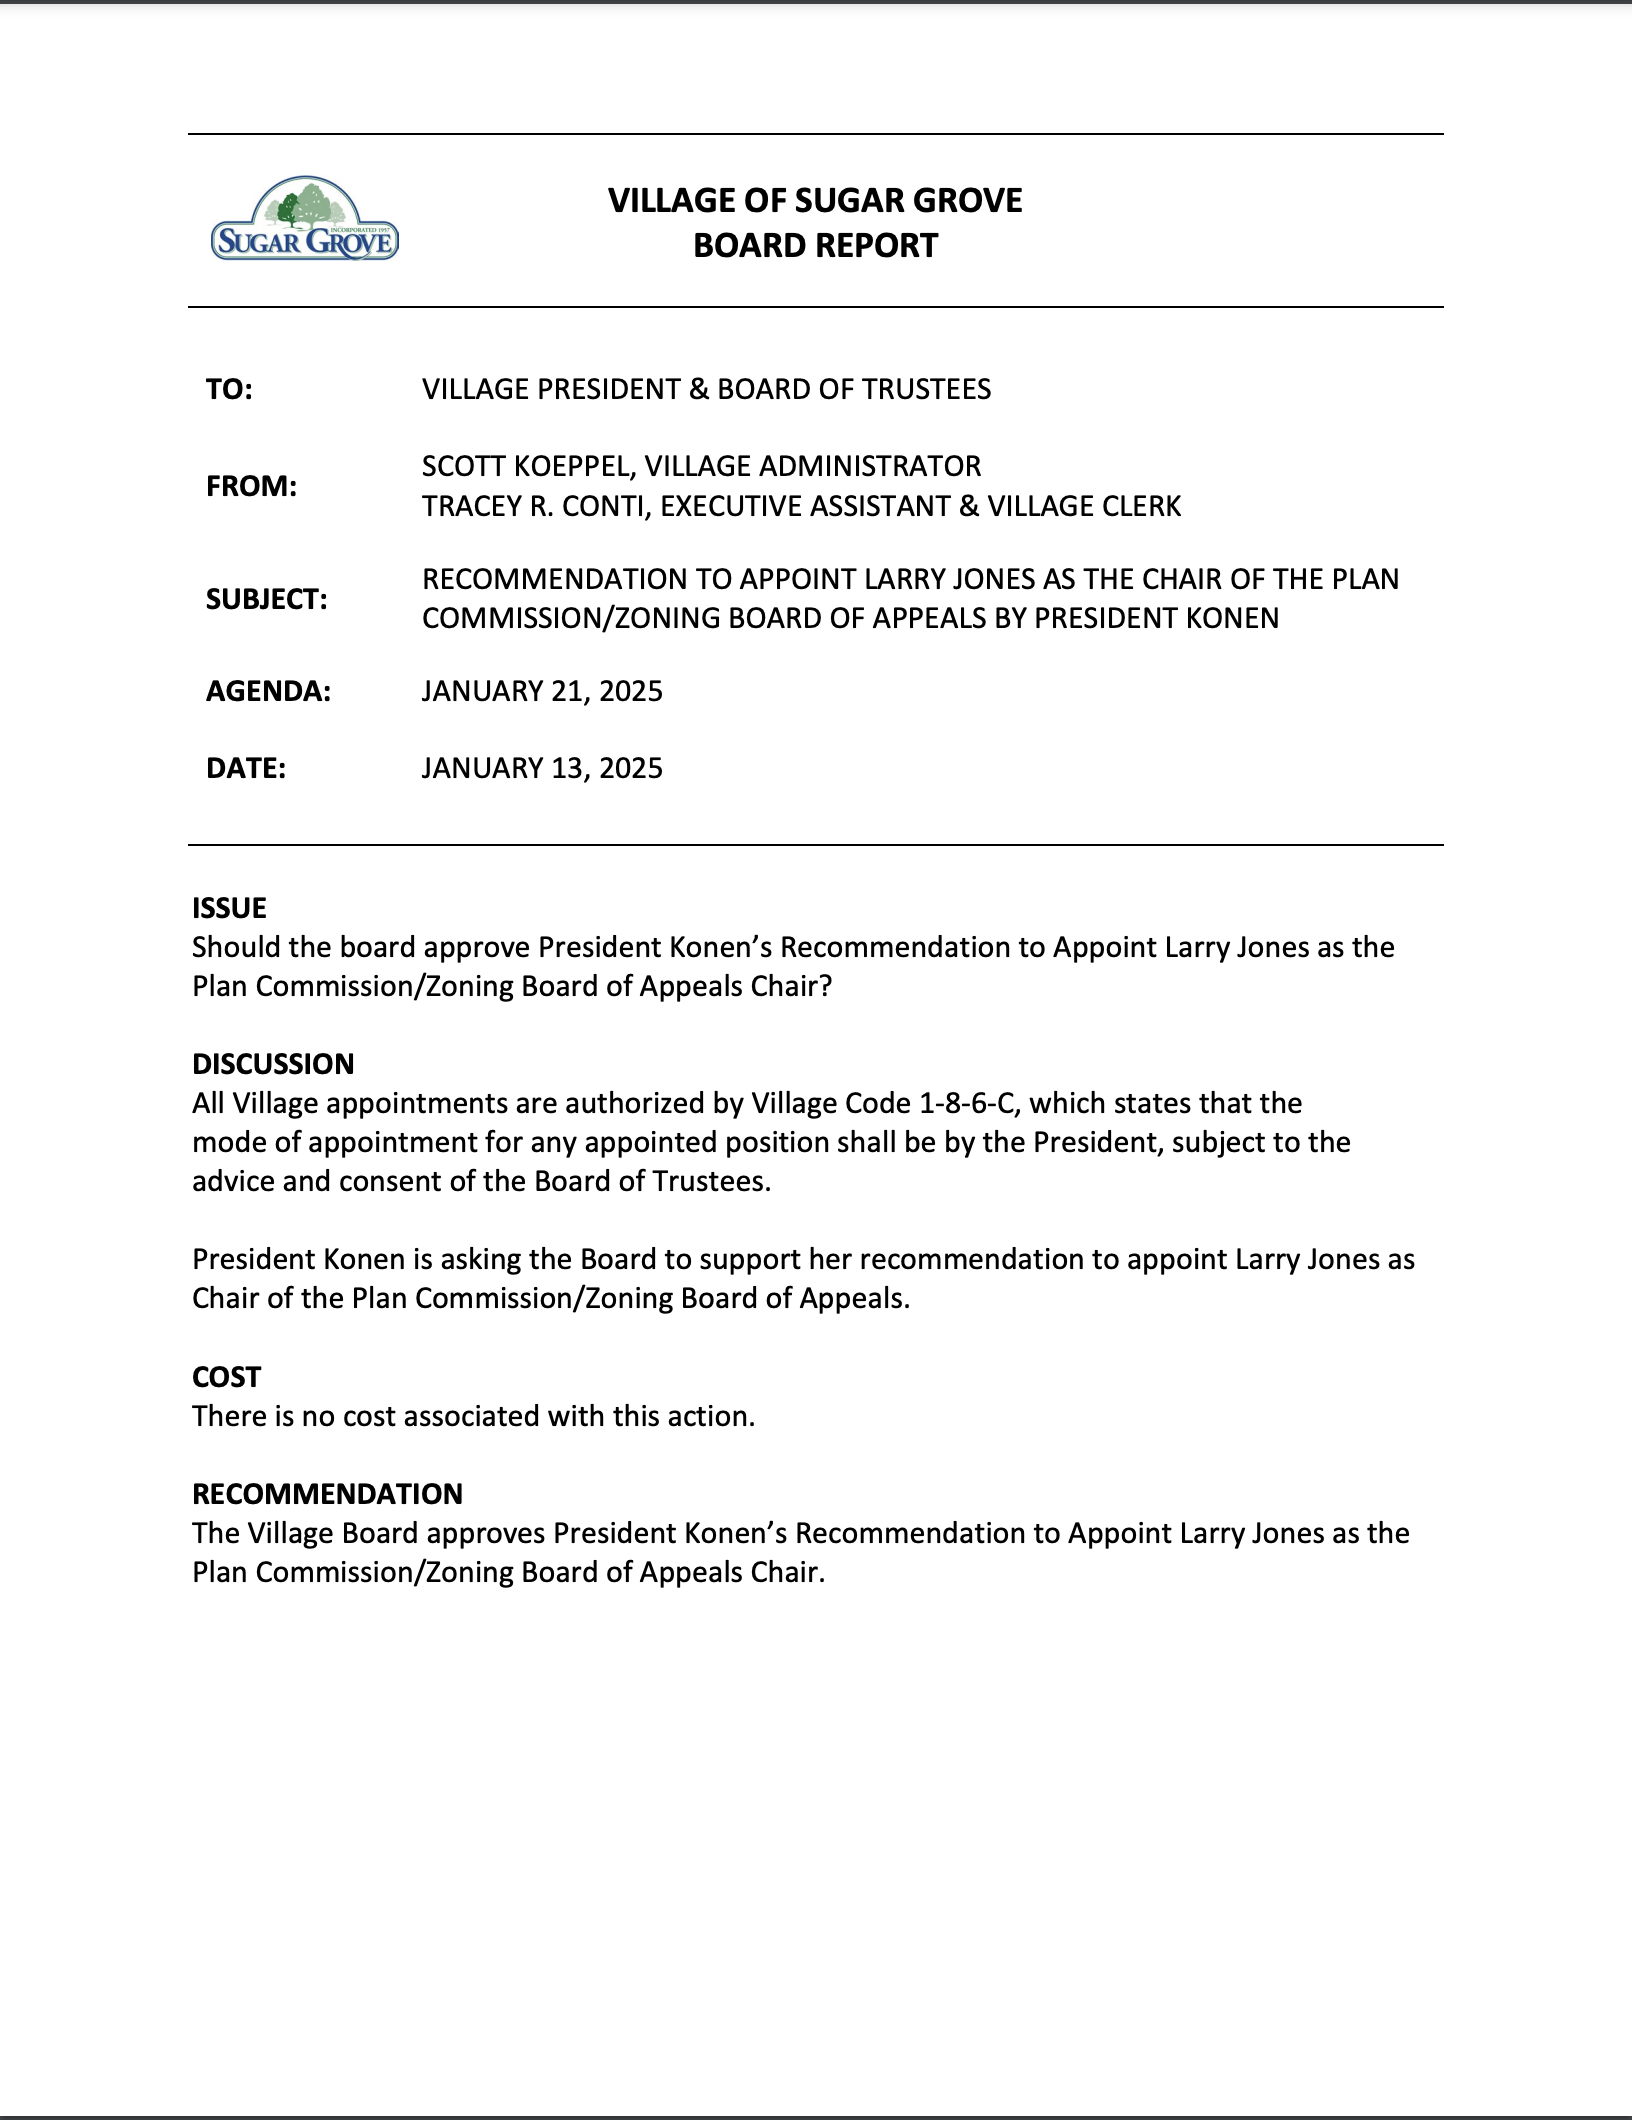 VILLAGE OF SUGAR GROVE
BOARD REPORT
INCORPORATED 1957
SUGAR GROVE
TO: VILLAGE PRESIDENT & BOARD OF TRUSTEES
FROM: SCOTT KOEPPEL, VILLAGE ADMINISTRATOR
TRACEY R. CONTI, EXECUTIVE ASSISTANT & VILLAGE CLERK
SUBJECT: RECOMMENDATION TO APPOINT LARRY JONES AS THE CHAIR OF THE PLAN
COMMISSION/ZONING BOARD OF APPEALS BY PRESIDENT KONEN
AGENDA: JANUARY 21, 2025
DATE: JANUARY 13, 2025
ISSUE
Should the board approve President Konen’s Recommendation to Appoint Larry Jones as the
Plan Commission/Zoning Board of Appeals Chair?
DISCUSSION
All Village appointments are authorized by Village Code 1-8-6-C, which states that the
mode of appointment for any appointed position shall be by the President, subject to the
advice and consent of the Board of Trustees.
President Konen is asking the Board to support her recommendation to appoint Larry Jones as
Chair of the Plan Commission/Zoning Board of Appeals.
COST
There is no cost associated with this action.
RECOMMENDATION
The Village Board approves President Konen’s Recommendation to Appoint Larry Jones as the
Plan Commission/Zoning Board of Appeals Chair.